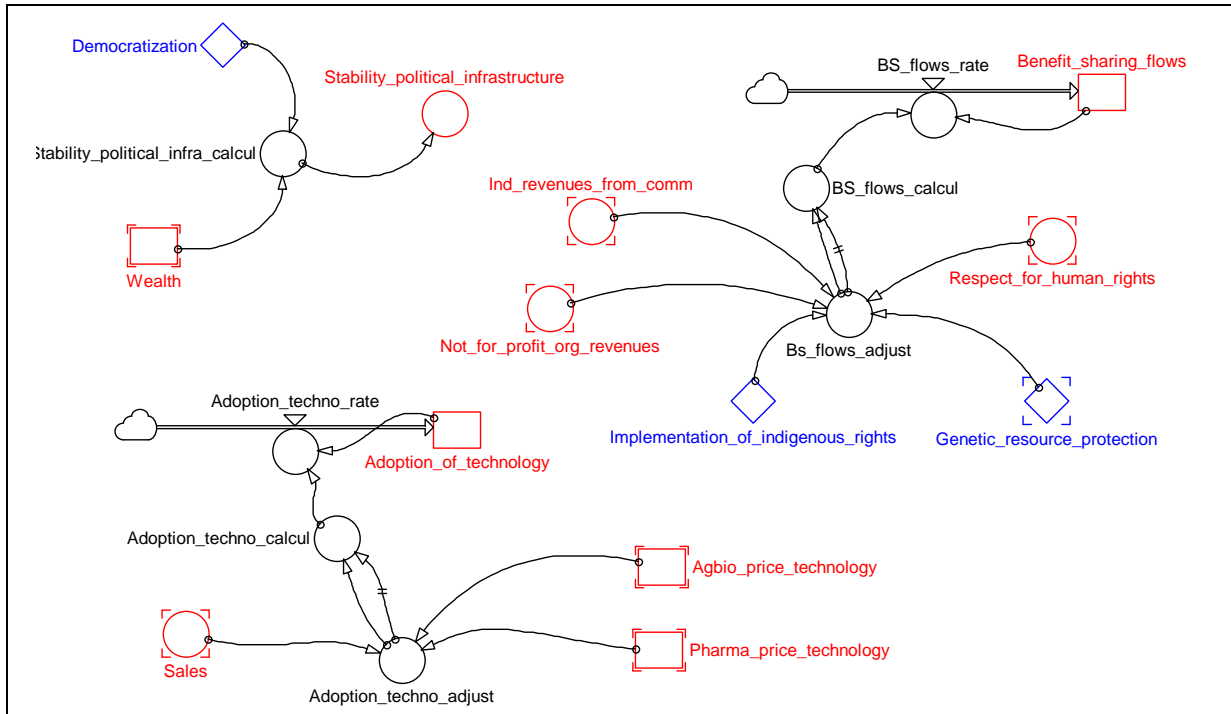 Democratization
Stability_political_infrastructure
Stability_political_infra_calcul
Wealth
BS_flows_rate
Benefit_sharing_flows
BS_flows_calcul
Ind_revenues_from_comm
Respect_for_human_rights
Not_for_profit_org_revenues
Bs_flows_adjust
Implementation_of_indigenous_rights
Genetic_resource_protection
Adoption_techno_rate
Adoption_of_technology
Adoption_techno_calcul
Agbio_price_technology
Sales
Pharma_price_technology
Adoption_techno_adjust